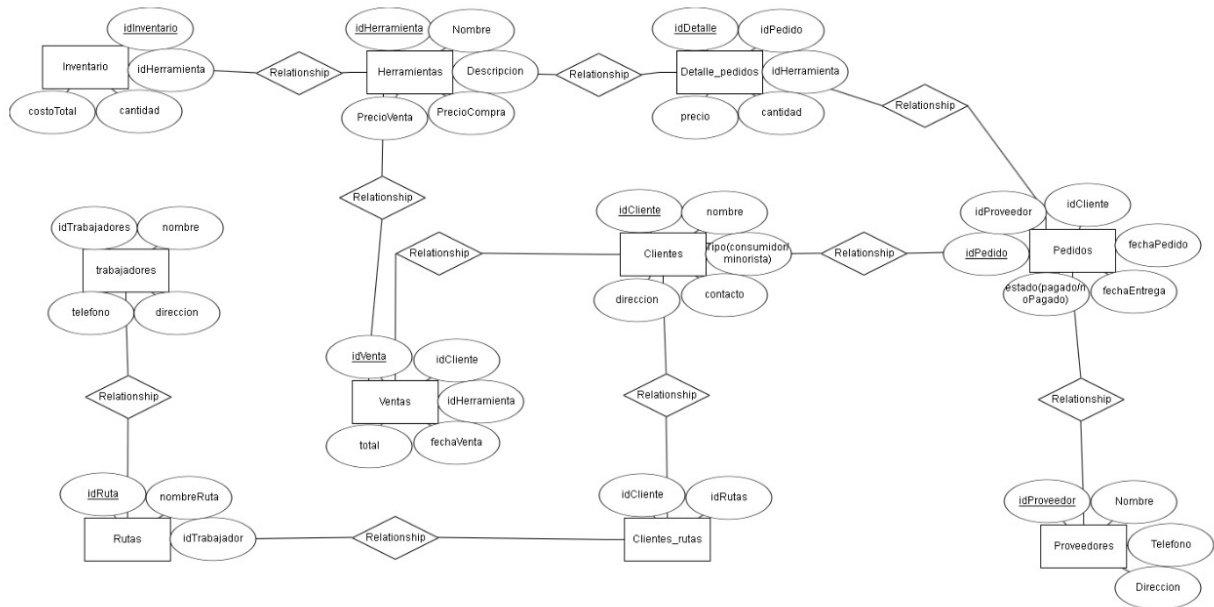 idInventario
Inventario
idHerramienta
costoTotal
cantidad
Relationship
idHerramienta
Nombre
Herramientas
Descripcion
PrecioVenta
PrecioCompra
Relationship
idDetalle
idPedido
Detalle_pedidos
idHerramienta
precio
cantidad
Relationship
Relationship
idTrabajadores
nombre
trabajadores
telefono
direccion
Relationship
idCliente
nombre
Clientes
Tipo(consumidor/
minorista)
direccion
contacto
Relationship
idProveedor
idCliente
idPedido
Pedidos
fechaPedido
estado(pagado/n
oPagado)
fechaEntrega
Relationship
idVenta
idCliente
Ventas
idHerramienta
total
fechaVenta
Relationship
Relationship
idRuta
nombreRuta
Rutas
idTrabajador
Relationship
idCliente
idRutas
Clientes_rutas
Relationship
idProveedor
Nombre
Proveedores
Telefono
Direccion